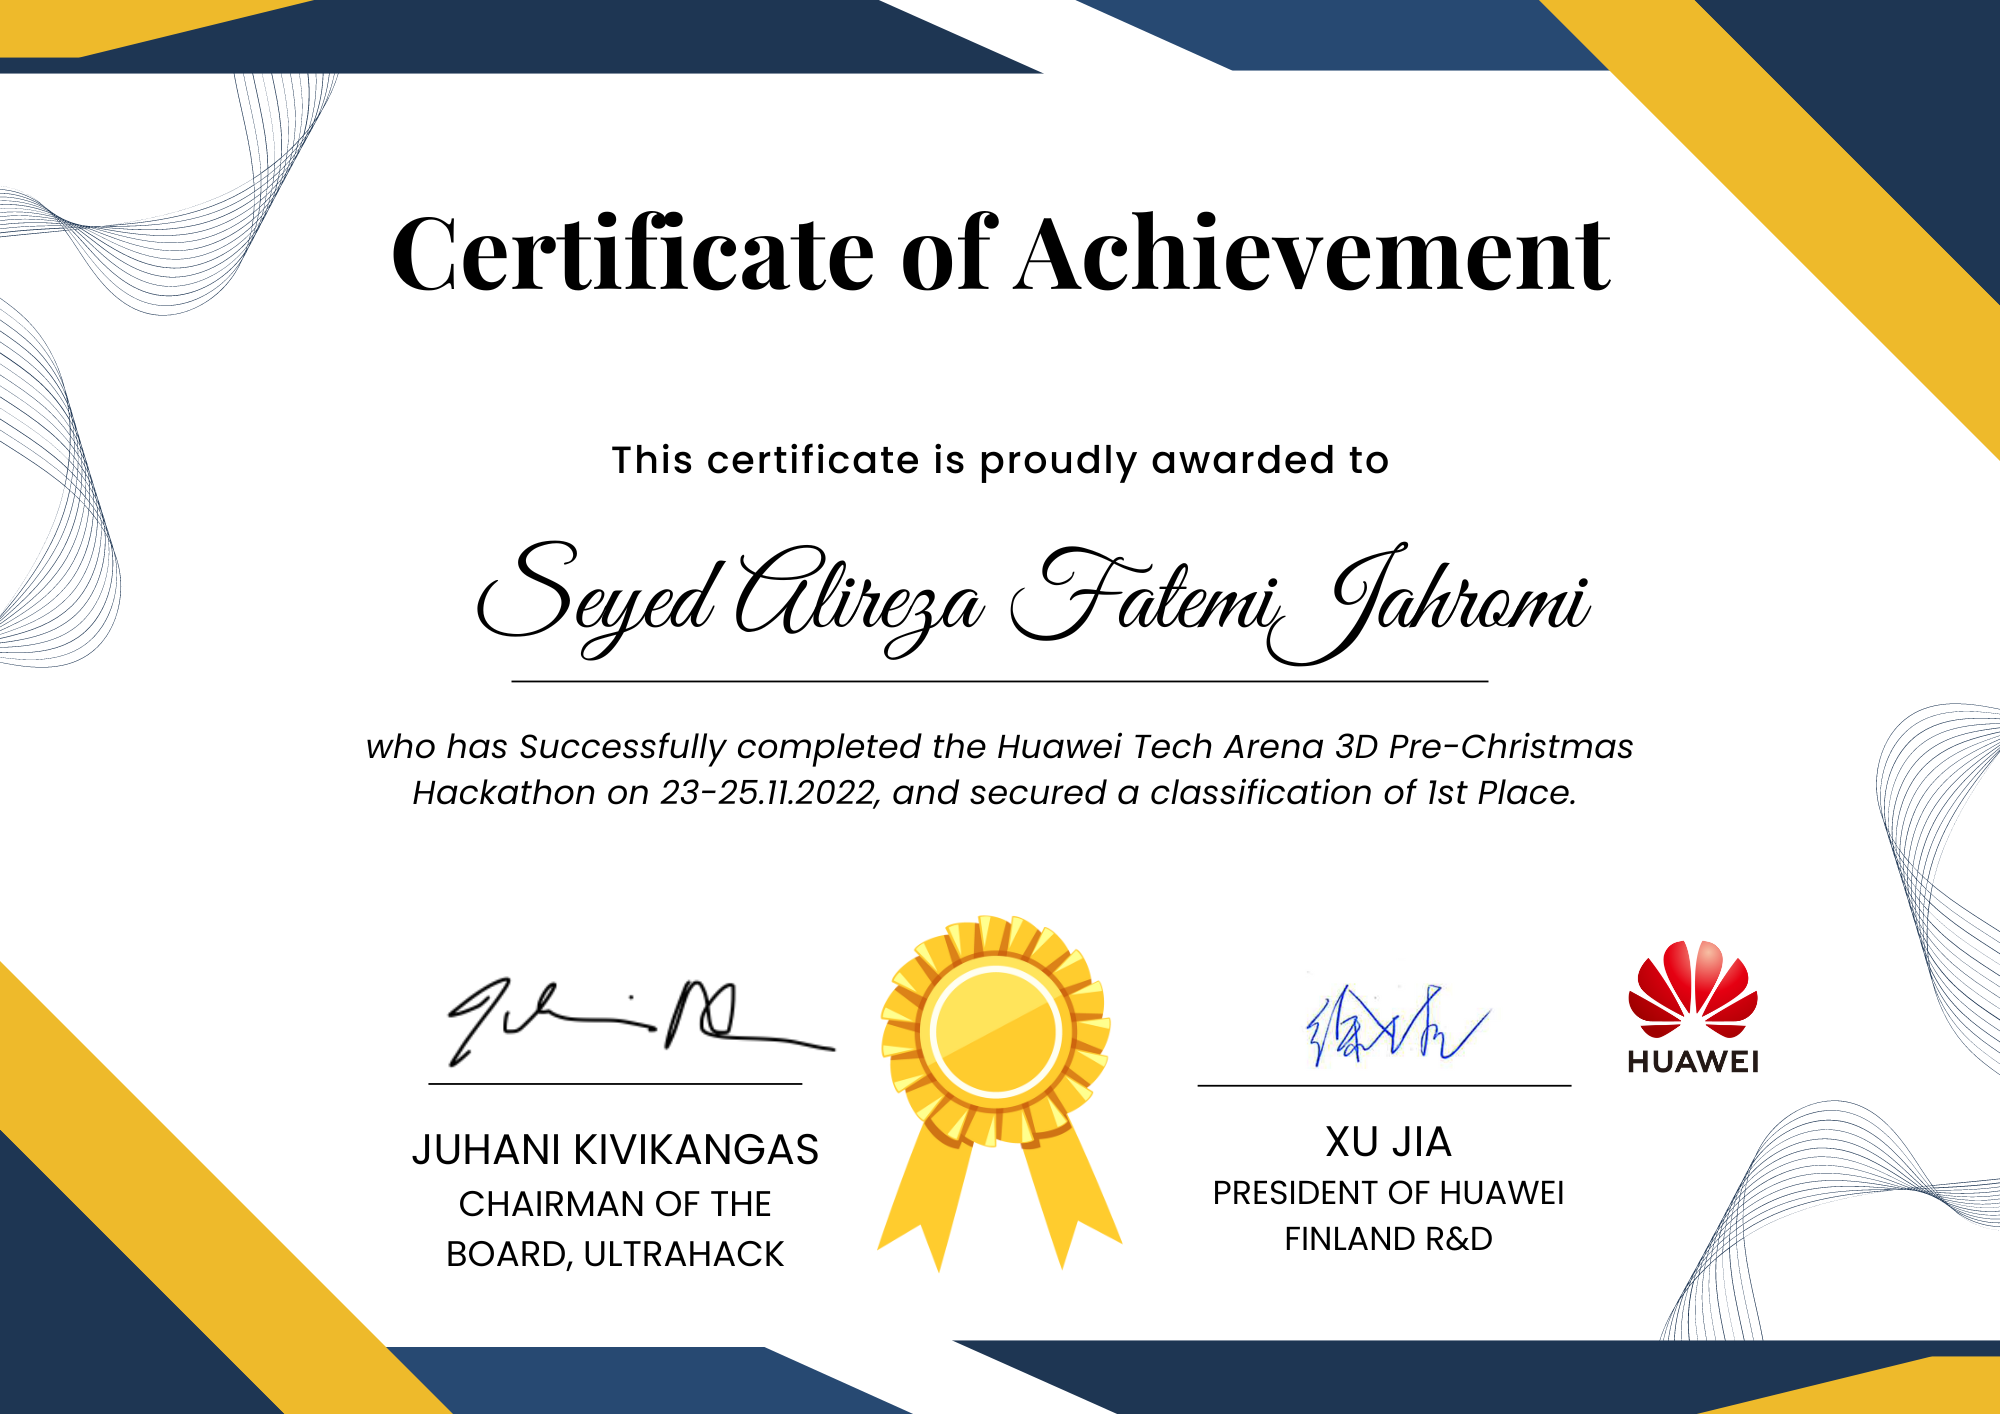 Certificate of Achievement
This certificate is proudly awarded to
Seyed Alireza Fatemi Jahromi
who has Successfully completed the Huawei Tech Arena 3D Pre-Christmas
Hackathon on 23-25.11.2022, and secured a classification of 1st Place.
HUAWEI
JUHANI KIVIKANGAS
CHAIRMAN OF THE
BOARD, ULTRAHACK
XU JIA
PRESIDENT OF HUAWEI
FINLAND R&D